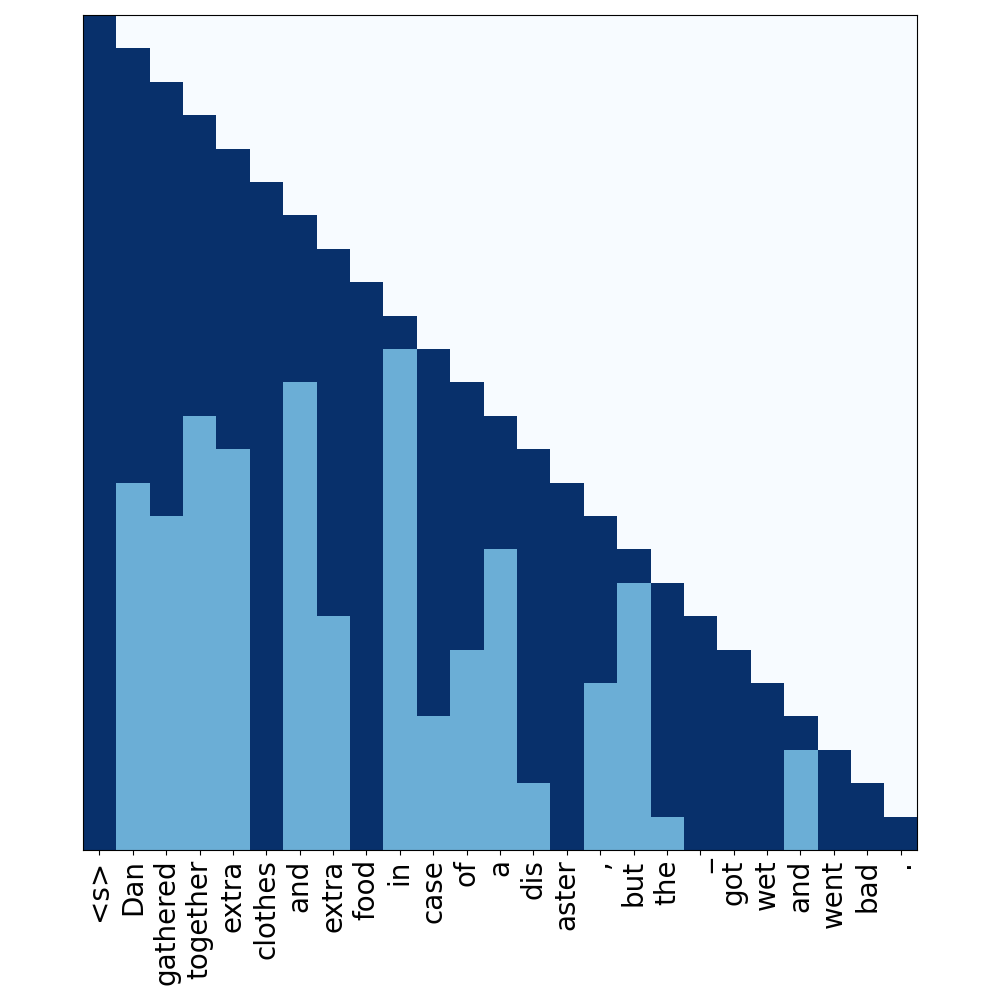 <s> Dan gathered together extra clothes and extra food in case of a dis aster , but the _ got wet and went bad .